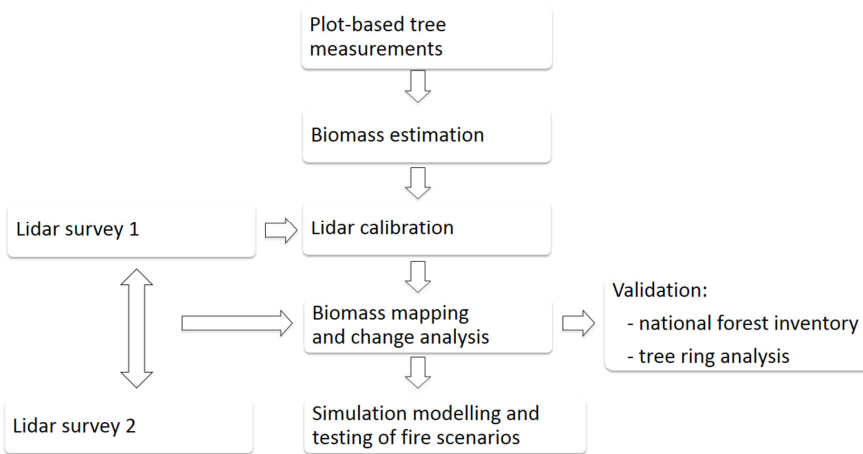 Plot-based tree
measurements
Biomass estimation
Lidar survey 1
Lidar calibration
Biomass mapping
and change analysis
Validation:
- national forest inventory
- tree ring analysis
Lidar survey 2
Simulation modelling and
testing of fire scenarios